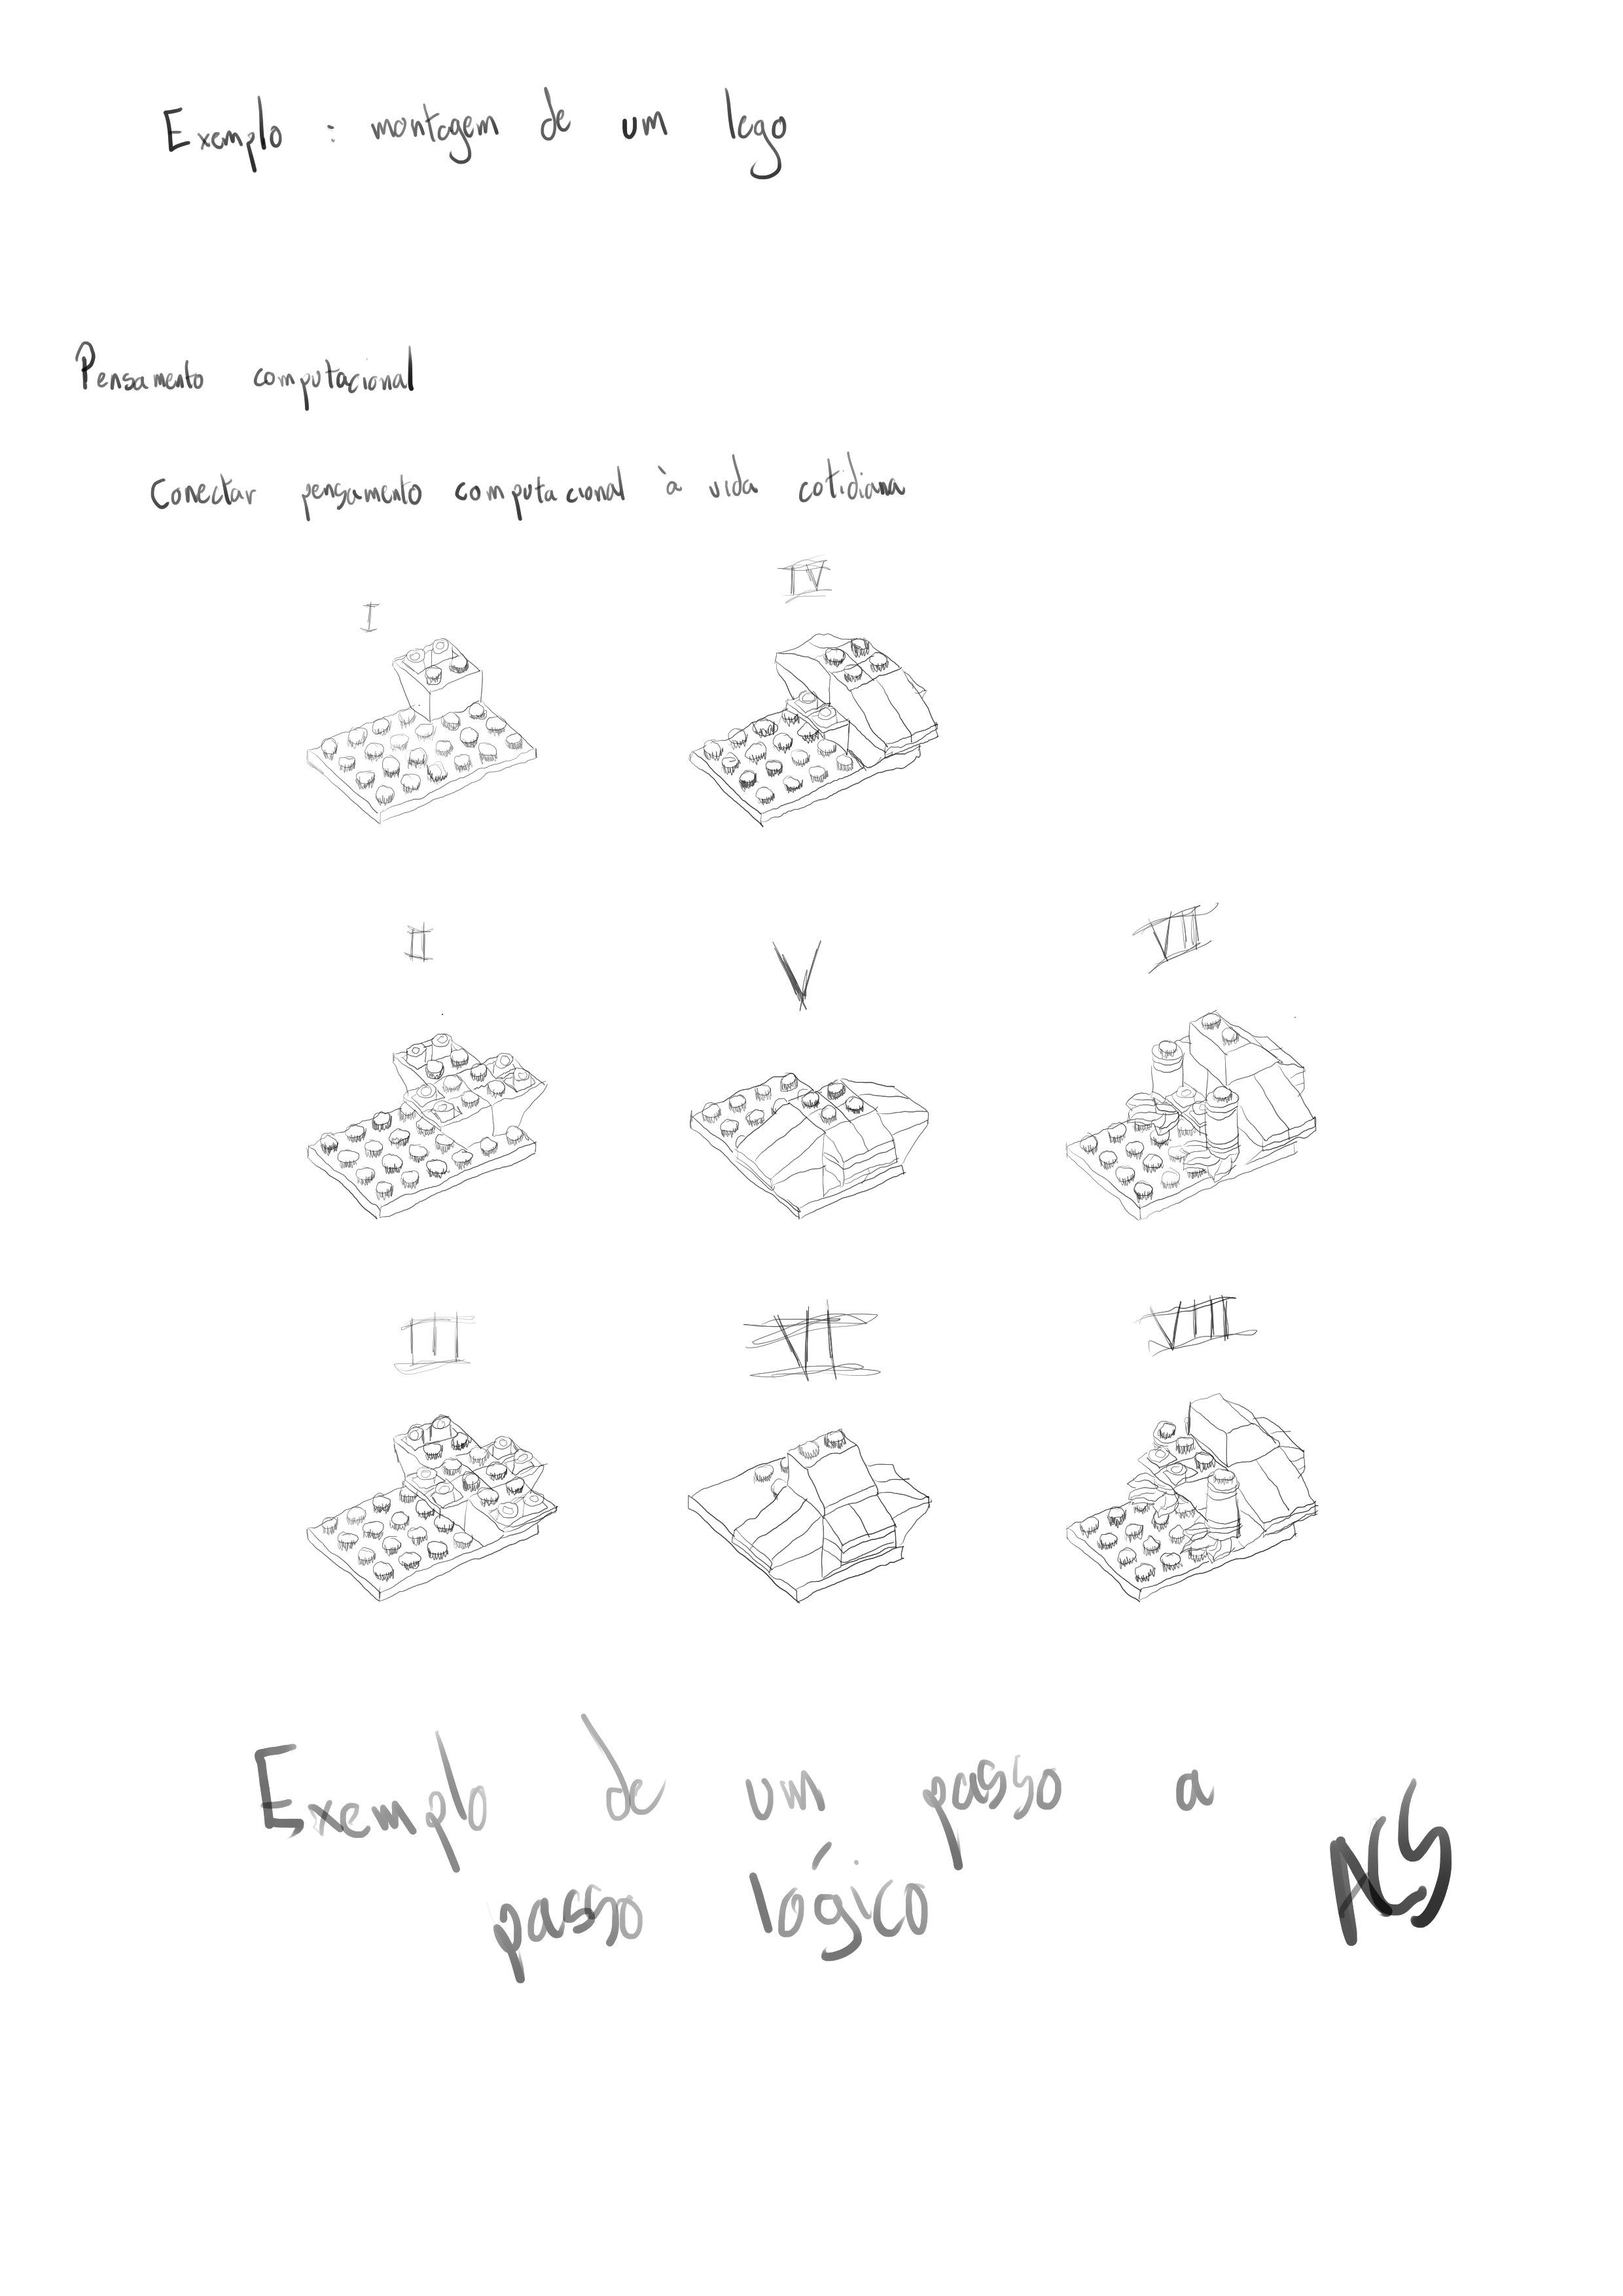 Exemplo : montagem de um lego
Pensamento computacional
Conectar pensamento computacional à vida cotidiana
I
IV
II
V
VII
III
VI
VIII
Exemplo de um passo a
passo lógico
ACS